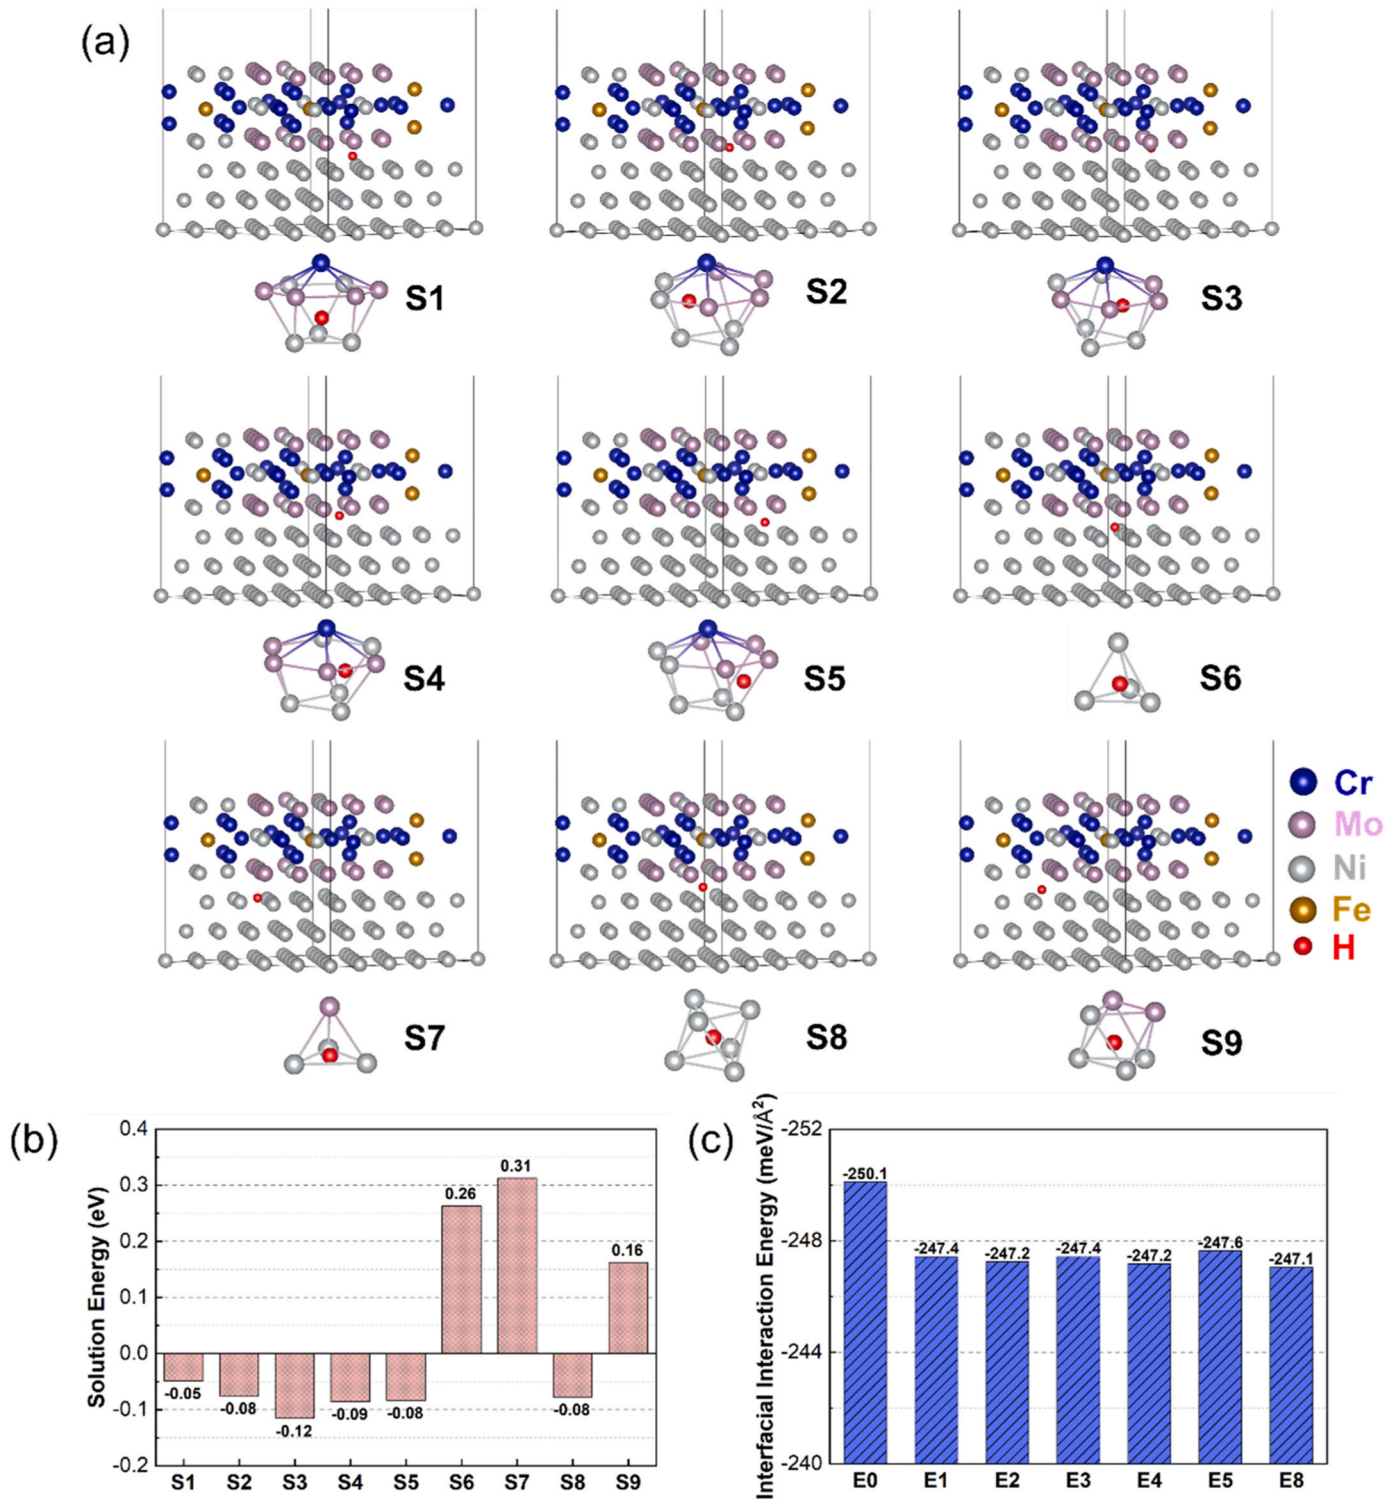 (a)
S1
S2
S3
S4
S5
S6
S7
S8
S9
Cr
Mo
Ni
Fe
H
(b)
Solution Energy (eV)
0.4
0.3
0.2
0.1
0.0
-0.1
-0.2
-0.05
-0.08
-0.12
-0.09
-0.08
0.26
0.31
-0.08
0.16
S1 S2 S3 S4 S5 S6 S7 S8 S9
(c)
Interfacial Interaction Energy (meV/Å²)
-252
-248
-244
-240
-250.1
-247.4
-247.2
-247.4
-247.2
-247.6
-247.1
E0 E1 E2 E3 E4 E5 E8